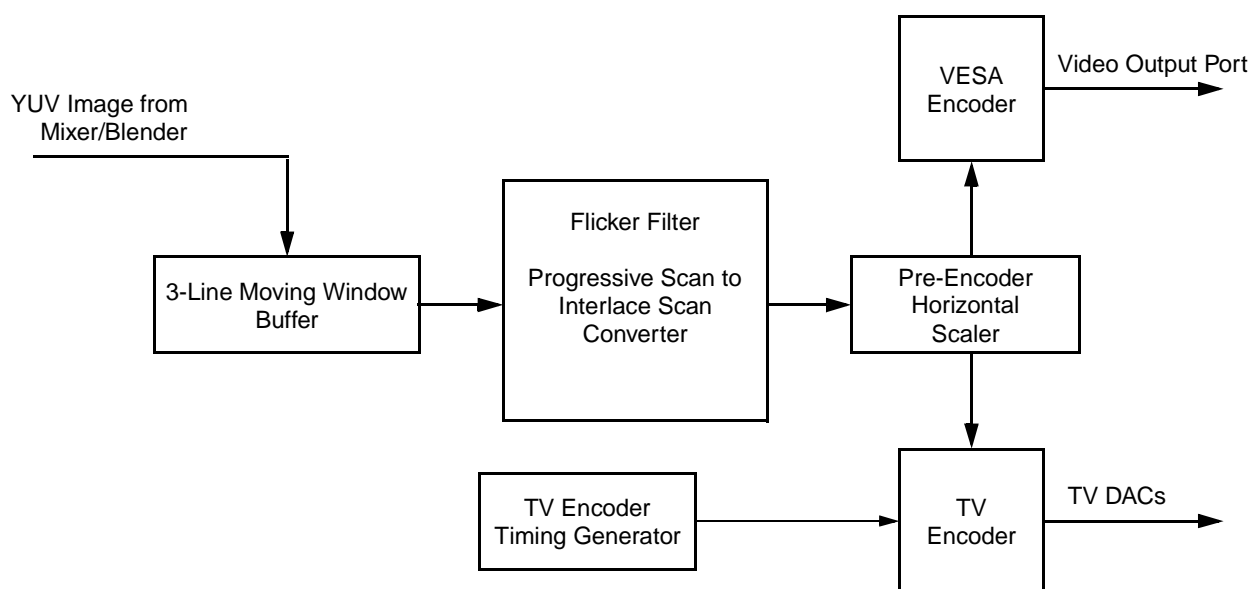 YUV Image from
Mixer/Blender
3-Line Moving Window
Buffer
Flicker Filter
Progressive Scan to
Interlace Scan
Converter
VESA
Encoder
Video Output Port
Pre-Encoder
Horizontal
Scaler
TV Encoder
Timing Generator
TV
Encoder
TV DACs